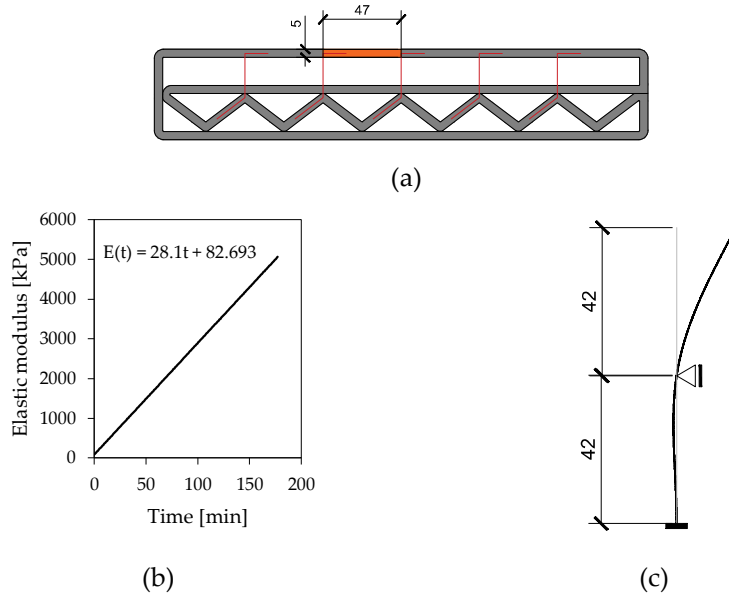 47
5
(a)
6000
5000
4000
3000
2000
1000
0
Elastic modulus [kPa]
E(t) = 28.1t + 82.693
0 50 100 150 200
Time [min]
(b)
42
42
(c)